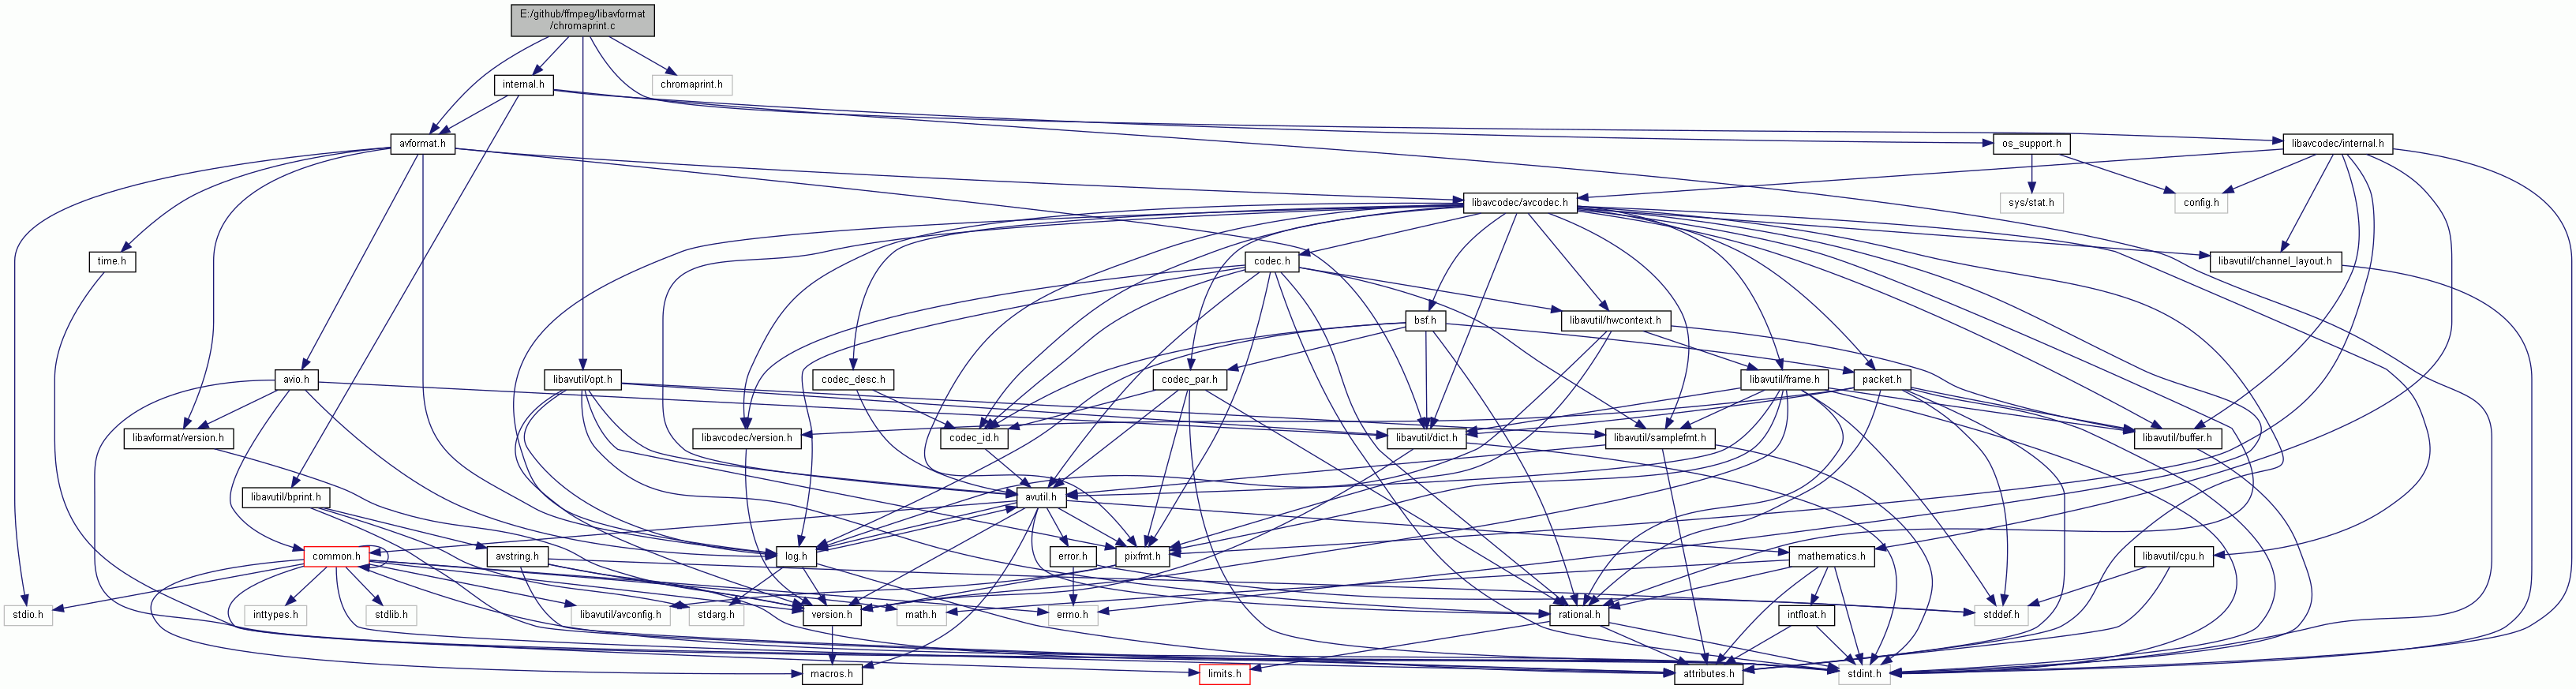 E:/github/ffmpeg/libavformat
/chromaprint.c
internal.h
chromaprint.h
avformat.h
os_support.h
libavcodec/internal.h
libavcodec/avcodec.h
sys/stat.h
config.h
time.h
codec.h
libavutil/channel_layout.h
bsf.h
libavutil/hwcontext.h
avio.h
libavutil/opt.h
codec_desc.h
codec_par.h
libavutil/frame.h
packet.h
libavformat/version.h
libavcodec/version.h
codec_id.h
libavutil/dict.h
libavutil/samplefmt.h
libavutil/buffer.h
libavutil/bprint.h
avutil.h
common.h
avstring.h
log.h
error.h
pixfmt.h
mathematics.h
libavutil/cpu.h
stdio.h
inttypes.h
stdlib.h
libavutil/avconfig.h
stdarg.h
version.h
math.h
errno.h
rational.h
intfloat.h
stddef.h
macros.h
limits.h
attributes.h
stdint.h